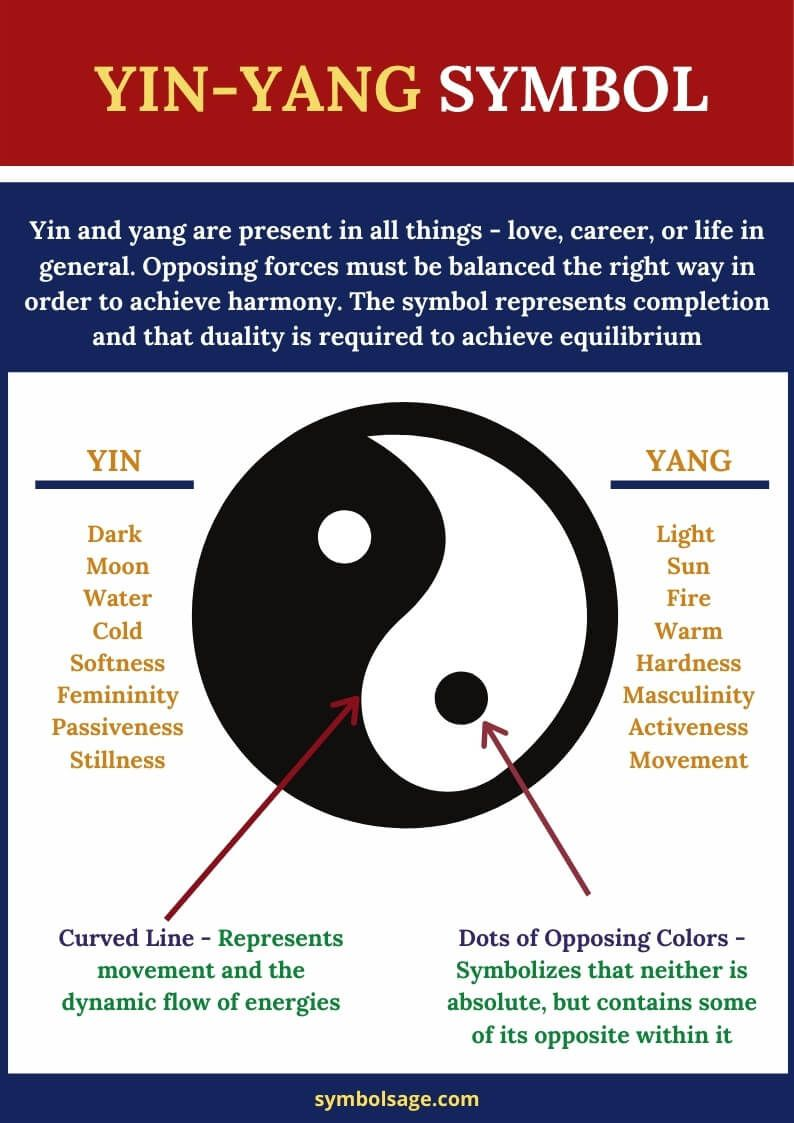 YIN-YANG SYMBOL
Yin and yang are present in all things - love, career, or life in
general. Opposing forces must be balanced the right way in
order to achieve harmony. The symbol represents completion
and that duality is required to achieve equilibrium
YIN
Dark
Moon
Water
Cold
Softness
Femininity
Passiveness
Stillness
YANG
Light
Sun
Fire
Warm
Hardness
Masculinity
Activeness
Movement
Curved Line - Represents
movement and the
dynamic flow of energies
Dots of Opposing Colors -
Symbolizes that neither is
absolute, but contains some
of its opposite within it
symbolsage.com